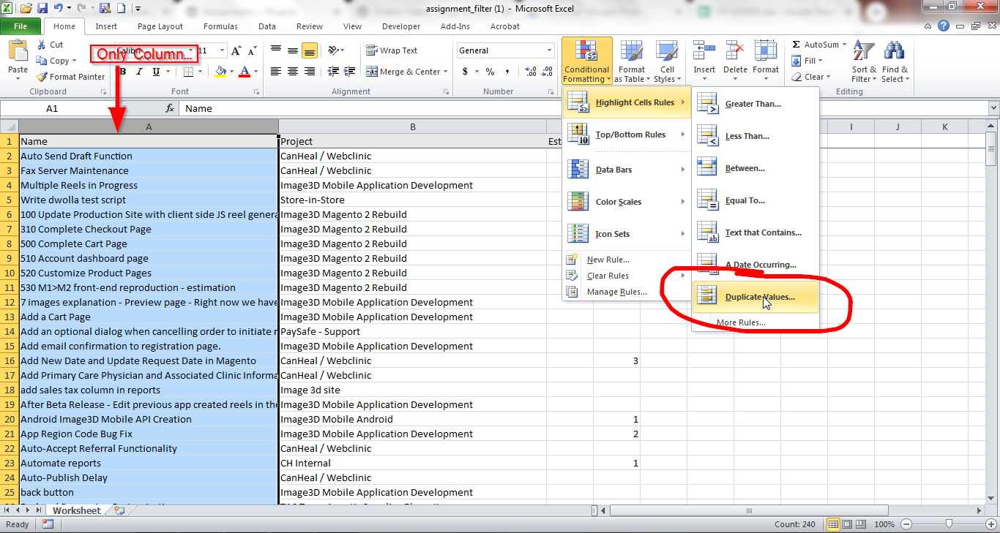 assignment_filter (1) - Microsoft Excel
File Home Insert Page Layout Formulas Data Review View Developer Add-Ins Acrobat
Only Column...
Paste
Cut
Copy
Format Painter
Clipboard
Calibri 11
B I U
A A
A
Font
Wrap Text
Merge & Center
Alignment
General
$ % ,
.00 .0
Number
Conditional Formatting
Format as Table
Cell Styles
Insert Delete Format
Σ AutoSum
Fill
Clear
Sort & Filter
Find & Select
Editing
A1 fx Name
A B I J K
1 Name Project Est
2 Auto Send Draft Function CanHeal / Webclinic
3 Fax Server Maintenance CanHeal / Webclinic
4 Multiple Reels in Progress Image3D Mobile Application Development
5 Write dwolla test script Store-in-Store
6 100 Update Production Site with client side JS reel genera Image3D Magento 2 Rebuild
7 310 Complete Checkout Page Image3D Magento 2 Rebuild
8 500 Complete Cart Page Image3D Magento 2 Rebuild
9 510 Account dashboard page Image3D Magento 2 Rebuild
10 520 Customize Product Pages Image3D Magento 2 Rebuild
11 530 M1>M2 front-end reproduction - estimation Image3D Magento 2 Rebuild
12 7 images explanation - Preview page - Right now we have Image3D Mobile Application Development
13 Add a Cart Page Image3D Mobile Application Development
14 Add an optional dialog when cancelling order to initiate r PaySafe - Support
15 Add email confirmation to registration page. Image3D Mobile Application Development
16 Add New Date and Update Request Date in Magento CanHeal / Webclinic 3
17 Add Primary Care Physician and Associated Clinic Informa CanHeal / Webclinic
18 add sales tax column in reports Image 3d site
19 After Beta Release - Edit previous app created reels in the Image3D Mobile Application Development
20 Android Image3D Mobile API Creation Image3D Mobile Android 1
21 App Region Code Bug Fix Image3D Mobile Application Development 2
22 Auto-Accept Referral Functionality CanHeal / Webclinic
23 Automate reports CH Internal 1
24 Auto-Publish Delay CanHeal / Webclinic
25 back button Image3D Mobile Application Development
Highlight Cells Rules
Top/Bottom Rules
Data Bars
Color Scales
Icon Sets
New Rule...
Clear Rules
Manage Rules...
Greater Than...
Less Than...
Between...
Equal To...
Text that Contains...
A Date Occurring...
Duplicate Values...
More Rules...
Worksheet
Ready Count: 240 100%